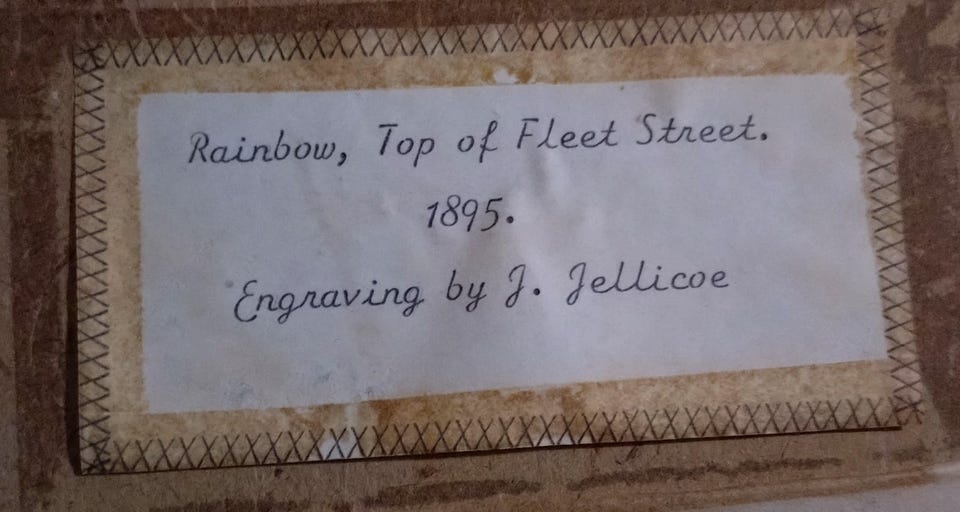 Rainbow, Top of Fleet Street.
1895.
Engraving by J. Jellicoe